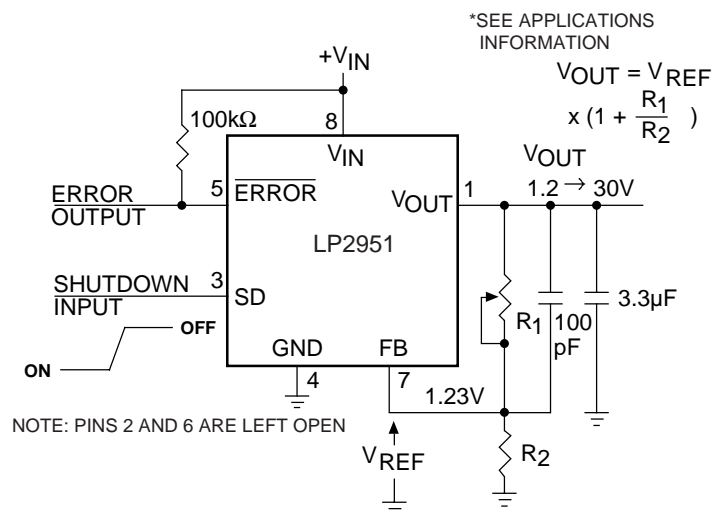 *SEE APPLICATIONS
INFORMATION
+VIN
VOUT = VREF
x (1 + R1/R2 )
100kΩ
8
VIN
VOUT
1.2 → 30V
ERROR
OUTPUT
5
ERROR
VOUT
1
LP2951
SHUTDOWN
INPUT
3
SD
3.3µF
R1
100
pF
OFF
ON
GND
FB
4
7
1.23V
NOTE: PINS 2 AND 6 ARE LEFT OPEN
VREF
R2